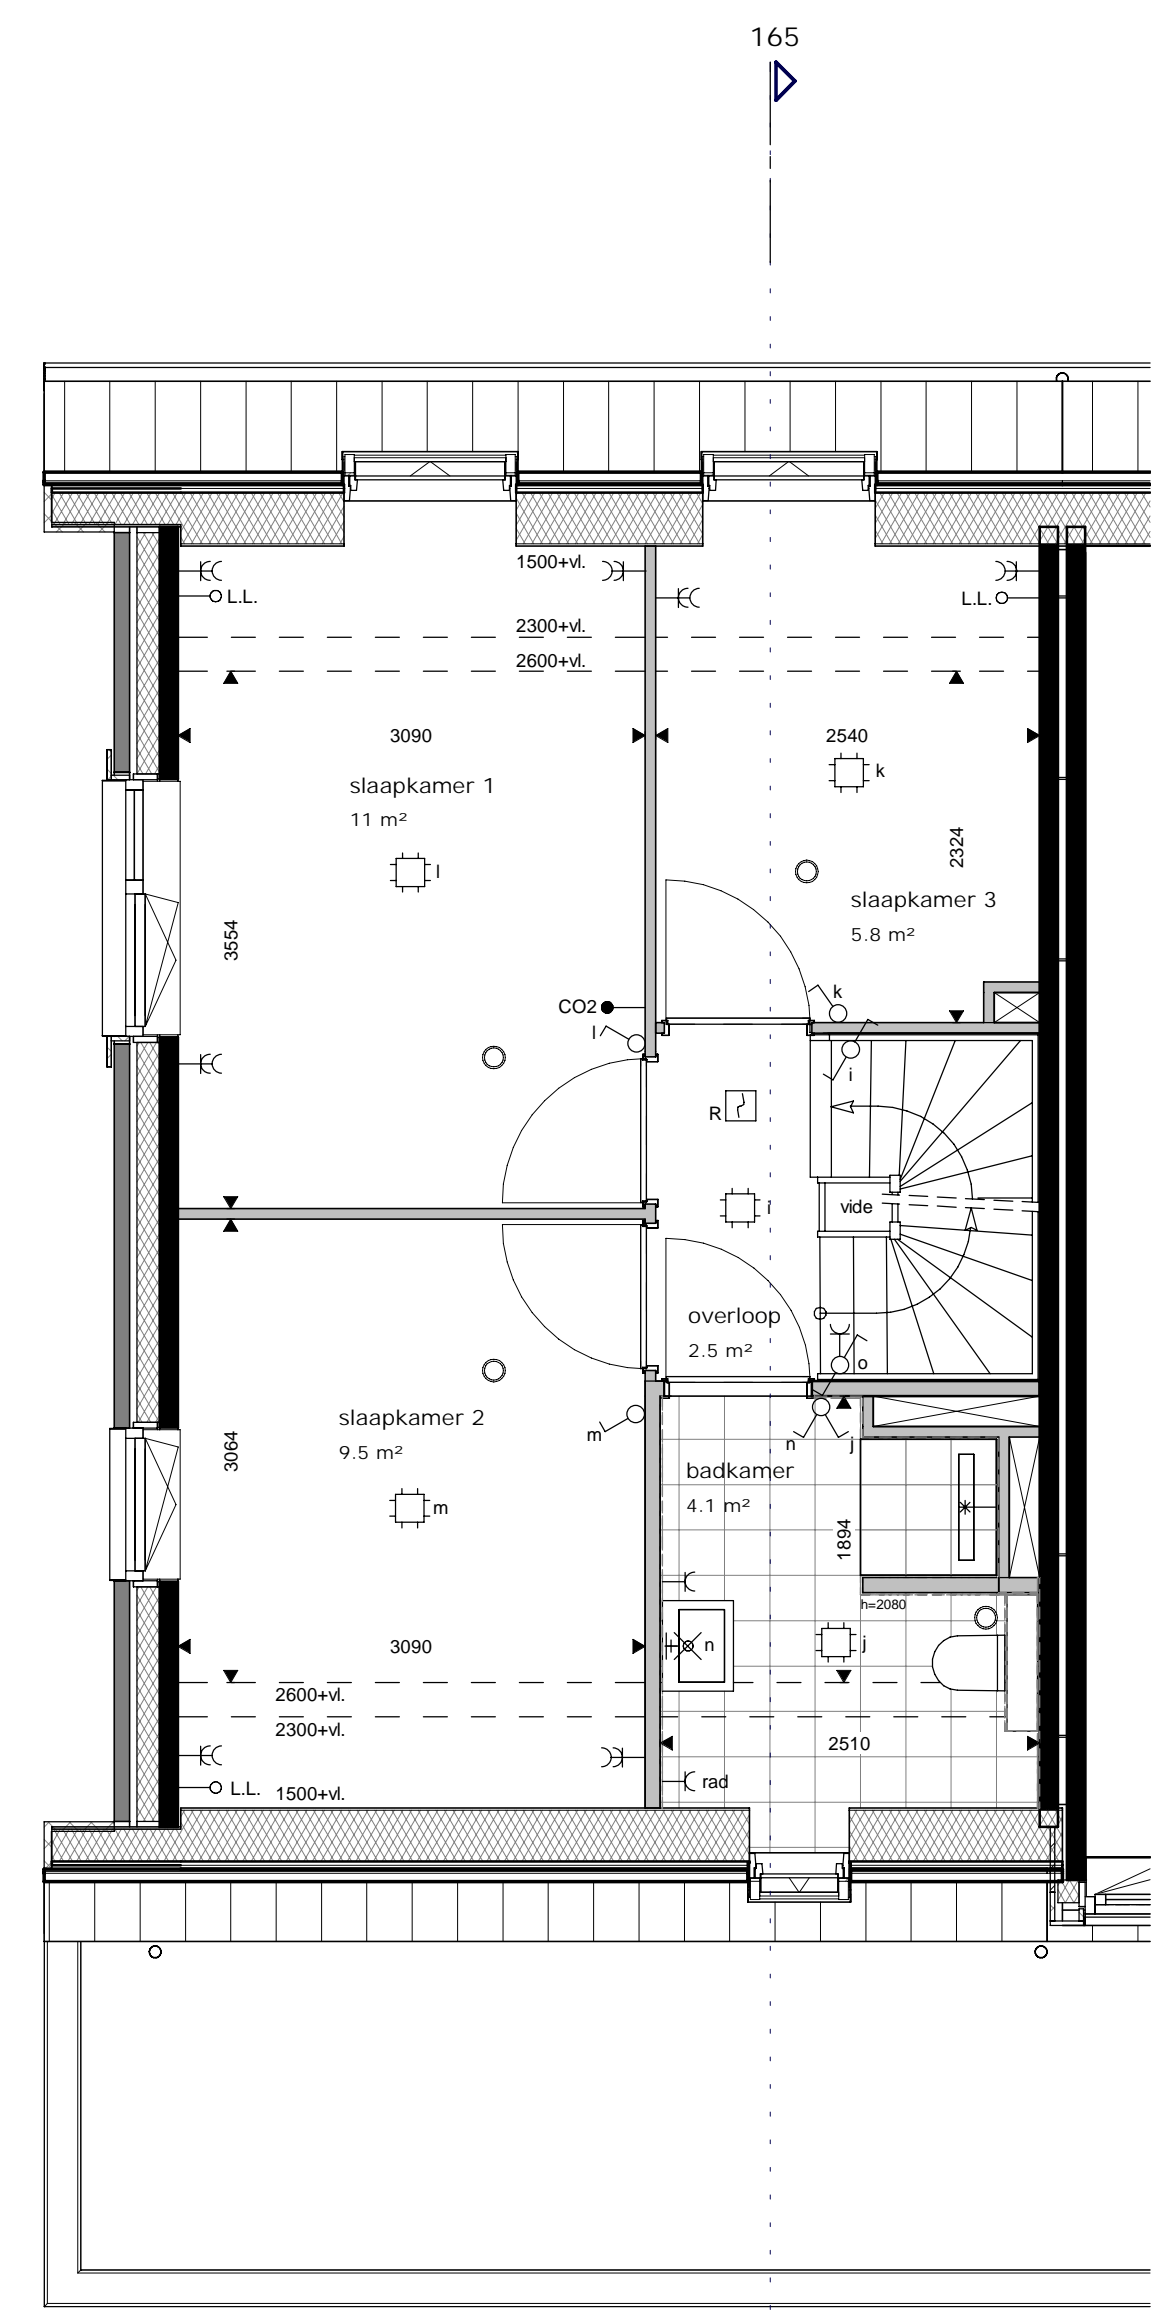 165
1500+vl.
L.L.
L.L.
2300+vl.
2600+vl.
3090
2540
k
slaapkamer 1
11 m²
l
2324
slaapkamer 3
5.8 m²
3554
k
CO2
l
i
R
i
vide
overloop
2.5 m²
o
slaapkamer 2
9.5 m²
m
n
j
3064
badkamer
4.1 m²
m
1894
h=2080
3090
n
j
2600+vl.
2300+vl.
2510
L.L.
1500+vl.
rad